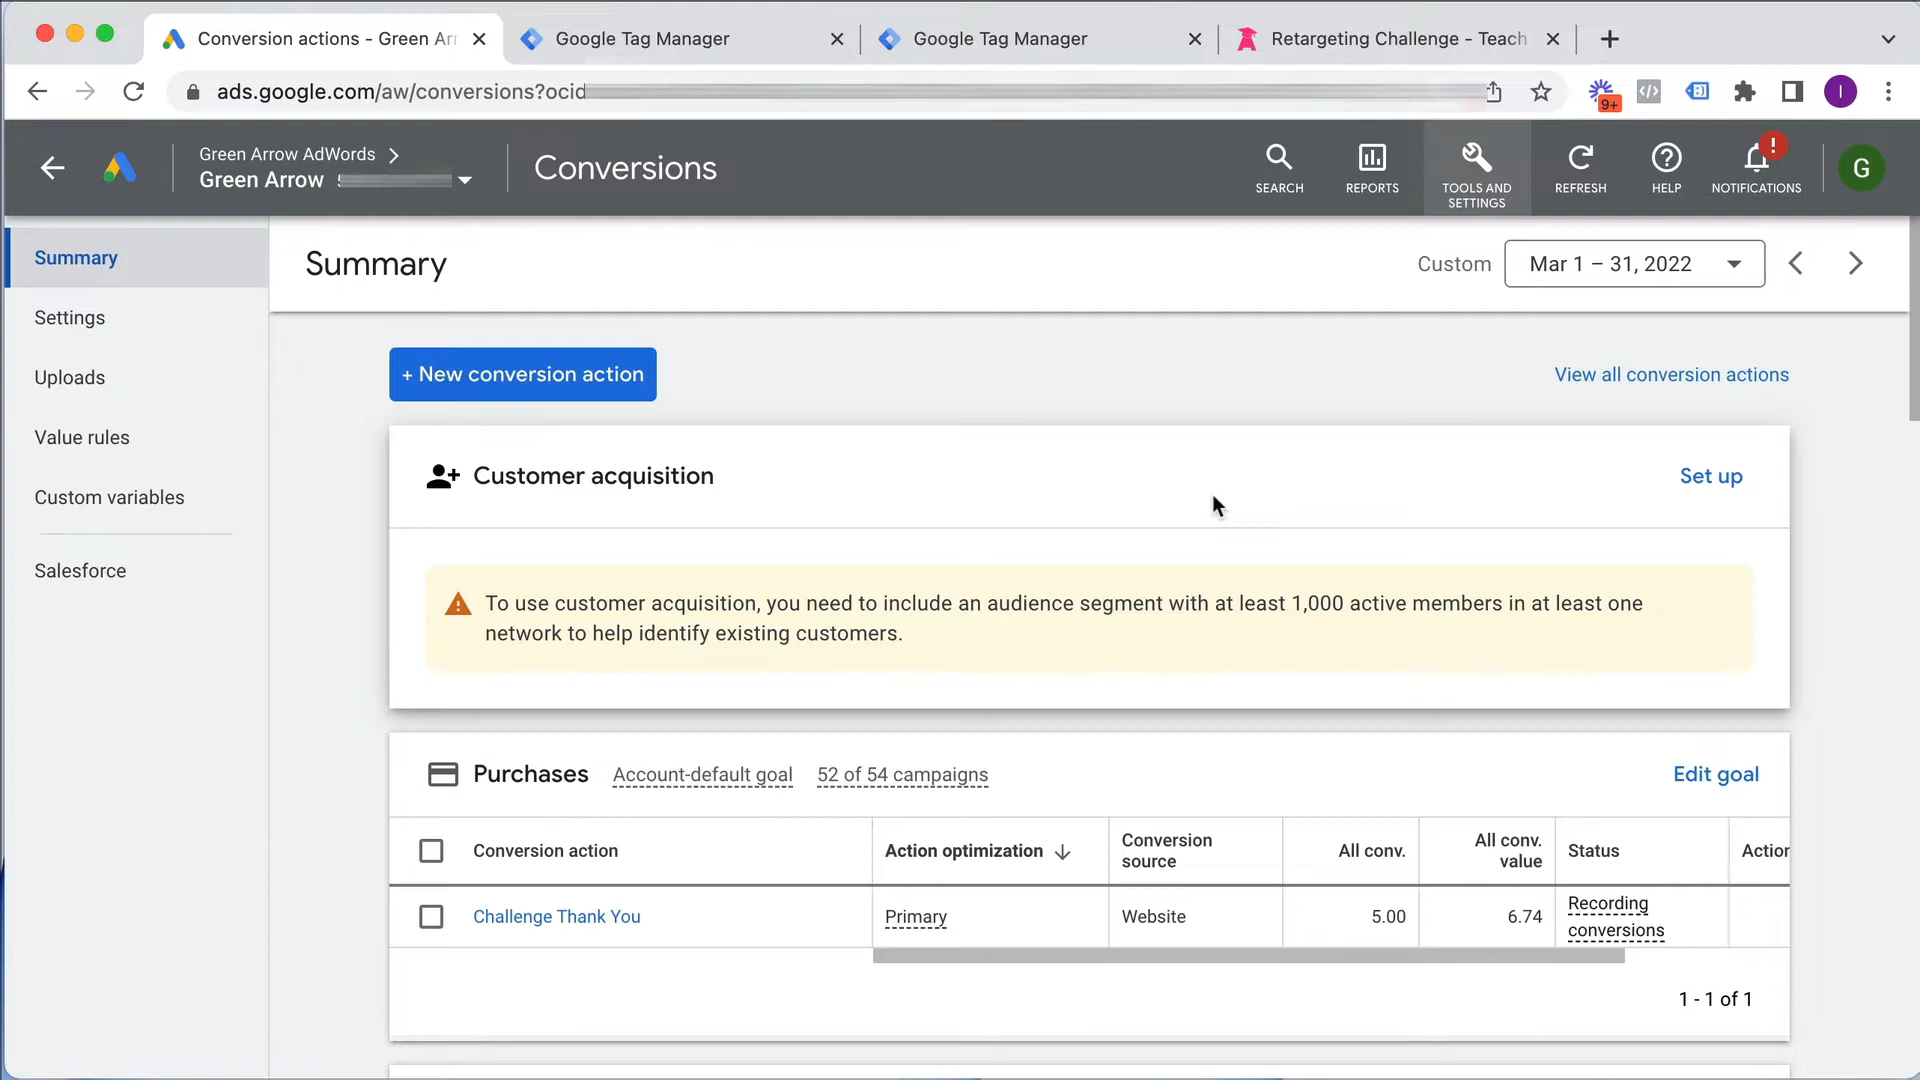 Conversion actions - Green Arr
Google Tag Manager
Google Tag Manager
Retargeting Challenge - Teach
ads.google.com/aw/conversions?ocid
9+
I
Green Arrow AdWords
Green Arrow
Conversions
SEARCH
REPORTS
TOOLS AND
SETTINGS
REFRESH
HELP
!
NOTIFICATIONS
G
Summary
Settings
Uploads
Value rules
Custom variables
Salesforce
Summary
Custom
Mar 1 – 31, 2022
+ New conversion action
View all conversion actions
Customer acquisition
Set up
To use customer acquisition, you need to include an audience segment with at least 1,000 active members in at least one
network to help identify existing customers.
Purchases Account-default goal 52 of 54 campaigns
Edit goal
Conversion action
Action optimization
Conversion
source
All conv.
All conv.
value
Status
Action
Challenge Thank You
Primary
Website
5.00
6.74
Recording
conversions
1 - 1 of 1